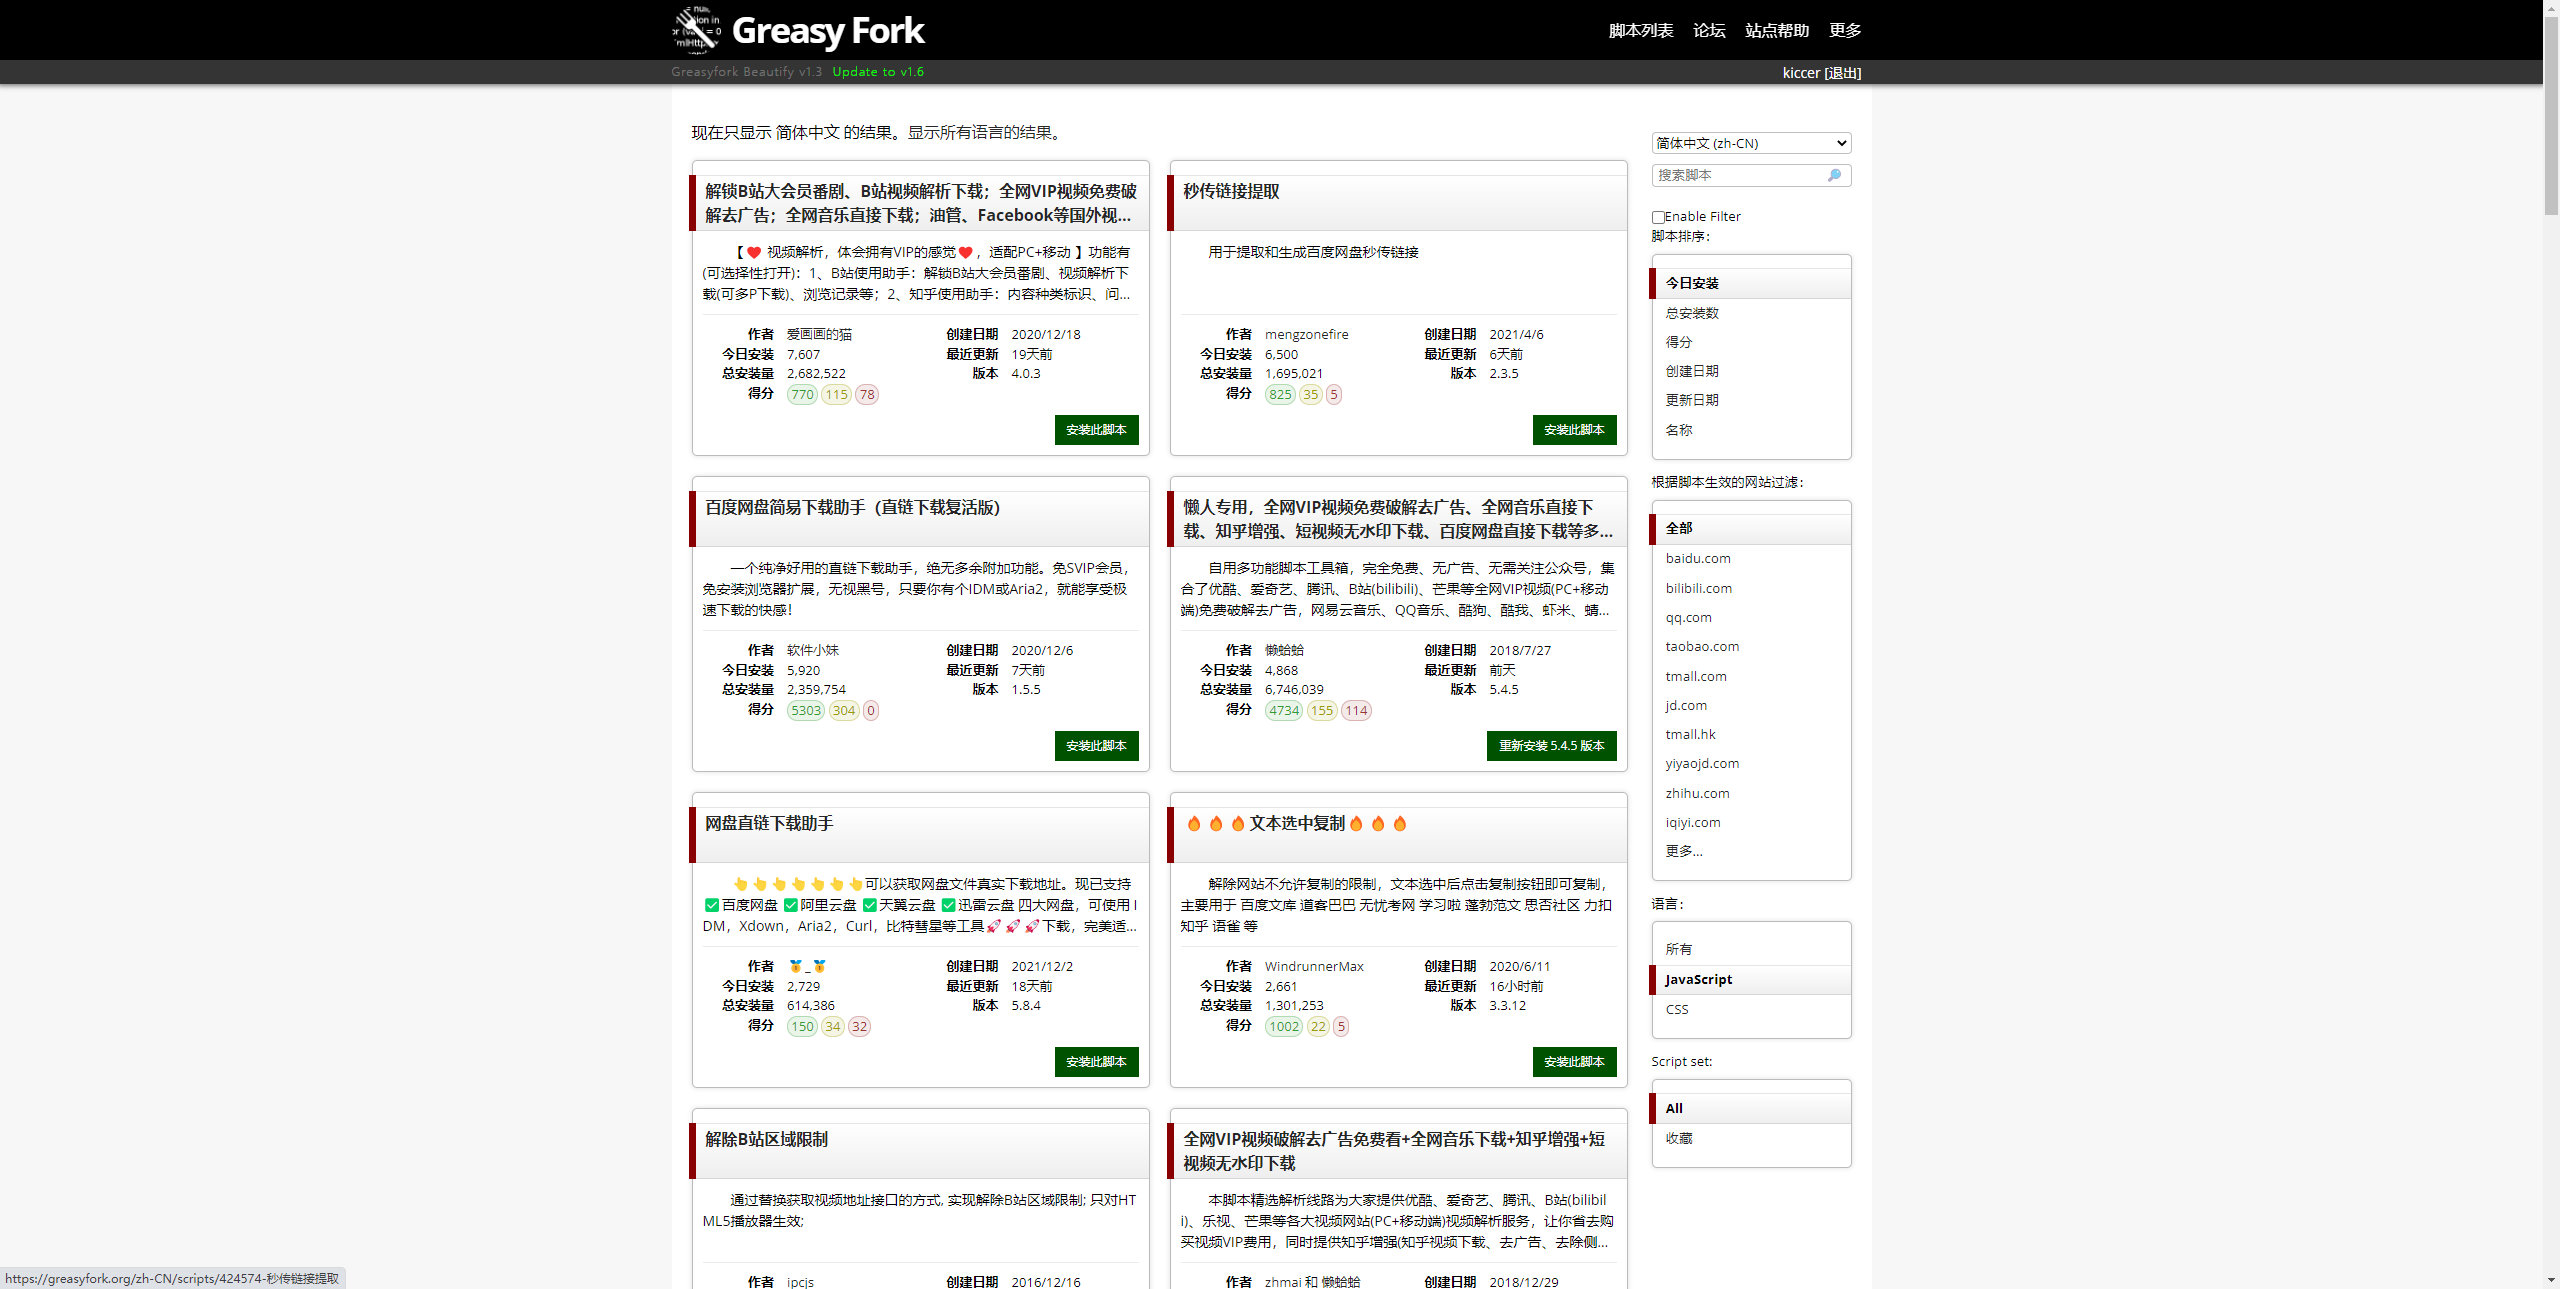 Greasy Fork
脚本列表 论坛 站点帮助 更多
Greasyfork Beautify v1.3 Update to v1.6
kiccer [退出]
现在只显示 简体中文 的结果。显示所有语言的结果。
解锁B站大会员番剧、B站视频解析下载；全网VIP视频免费破
解去广告；全网音乐直接下载；油管、Facebook等国外视...
【❤️ 视频解析，体会拥有VIP的感觉❤️，适配PC+移动 】功能有
(可选择性打开)：1、B站使用助手：解锁B站大会员番剧、视频解析下
载(可多P下载)、浏览记录等；2、知乎使用助手：内容种类标识、问...
作者 爱画画的猫 创建日期 2020/12/18
今日安装 7,607 最近更新 19天前
总安装量 2,682,522 版本 4.0.3
得分 770 115 78
安装此脚本
秒传链接提取
用于提取和生成百度网盘秒传链接
作者 mengzonefire 创建日期 2021/4/6
今日安装 6,500 最近更新 6天前
总安装量 1,695,021 版本 2.3.5
得分 825 35 5
安装此脚本
百度网盘简易下载助手（直链下载复活版）
一个纯净好用的直链下载助手，绝无多余附加功能。免SVIP会员，
免安装浏览器扩展，无视黑号，只要你有个IDM或Aria2，就能享受极
速下载的快感！
作者 软件小妹 创建日期 2020/12/6
今日安装 5,920 最近更新 7天前
总安装量 2,359,754 版本 1.5.5
得分 5303 304 0
安装此脚本
懒人专用，全网VIP视频免费破解去广告、全网音乐直接下
载、知乎增强、短视频无水印下载、百度网盘直接下载等多...
自用多功能脚本工具箱，完全免费、无广告、无需关注公众号，集
合了优酷、爱奇艺、腾讯、B站(bilibili)、芒果等全网VIP视频(PC+移动
端)免费破解去广告，网易云音乐、QQ音乐、酷狗、酷我、虾米、蜻...
作者 懒蛤蛤 创建日期 2018/7/27
今日安装 4,868 最近更新 前天
总安装量 6,746,039 版本 5.4.5
得分 4734 155 114
重新安装 5.4.5 版本
网盘直链下载助手
👆👆👆👆👆👆👆可以获取网盘文件真实下载地址。现已支持
✅百度网盘 ✅阿里云盘 ✅天翼云盘 ✅迅雷云盘 四大网盘，可使用 I
DM，Xdown，Aria2，Curl，比特彗星等工具🚀🚀🚀下载，完美适...
作者 🥇_🥇 创建日期 2021/12/2
今日安装 2,729 最近更新 18天前
总安装量 614,386 版本 5.8.4
得分 150 34 32
安装此脚本
🔥🔥🔥文本选中复制🔥🔥🔥
解除网站不允许复制的限制，文本选中后点击复制按钮即可复制，
主要用于 百度文库 道客巴巴 无忧考网 学习啦 蓬勃范文 思否社区 力扣
知乎 语雀 等
作者 WindrunnerMax 创建日期 2020/6/11
今日安装 2,661 最近更新 16小时前
总安装量 1,301,253 版本 3.3.12
得分 1002 22 5
安装此脚本
解除B站区域限制
通过替换获取视频地址接口的方式, 实现解除B站区域限制; 只对HT
ML5播放器生效;
作者 ipcjs 创建日期 2016/12/16
全网VIP视频破解去广告免费看+全网音乐下载+知乎增强+短
视频无水印下载
本脚本精选解析线路为大家提供优酷、爱奇艺、腾讯、B站(bilibil
i)、乐视、芒果等各大视频网站(PC+移动端)视频解析服务，让你省去购
买视频VIP费用，同时提供知乎增强(知乎视频下载、去广告、去除侧...
作者 zhmai 和 懒蛤蛤 创建日期 2018/12/29
简体中文 (zh-CN)
搜索脚本
Enable Filter
脚本排序：
今日安装
总安装数
得分
创建日期
更新日期
名称
根据脚本生效的网站过滤：
全部
baidu.com
bilibili.com
qq.com
taobao.com
tmall.com
jd.com
tmall.hk
yiyaojd.com
zhihu.com
iqiyi.com
更多...
语言：
所有
JavaScript
CSS
Script set:
All
收藏
https://greasyfork.org/zh-CN/scripts/424574-秒传链接提取